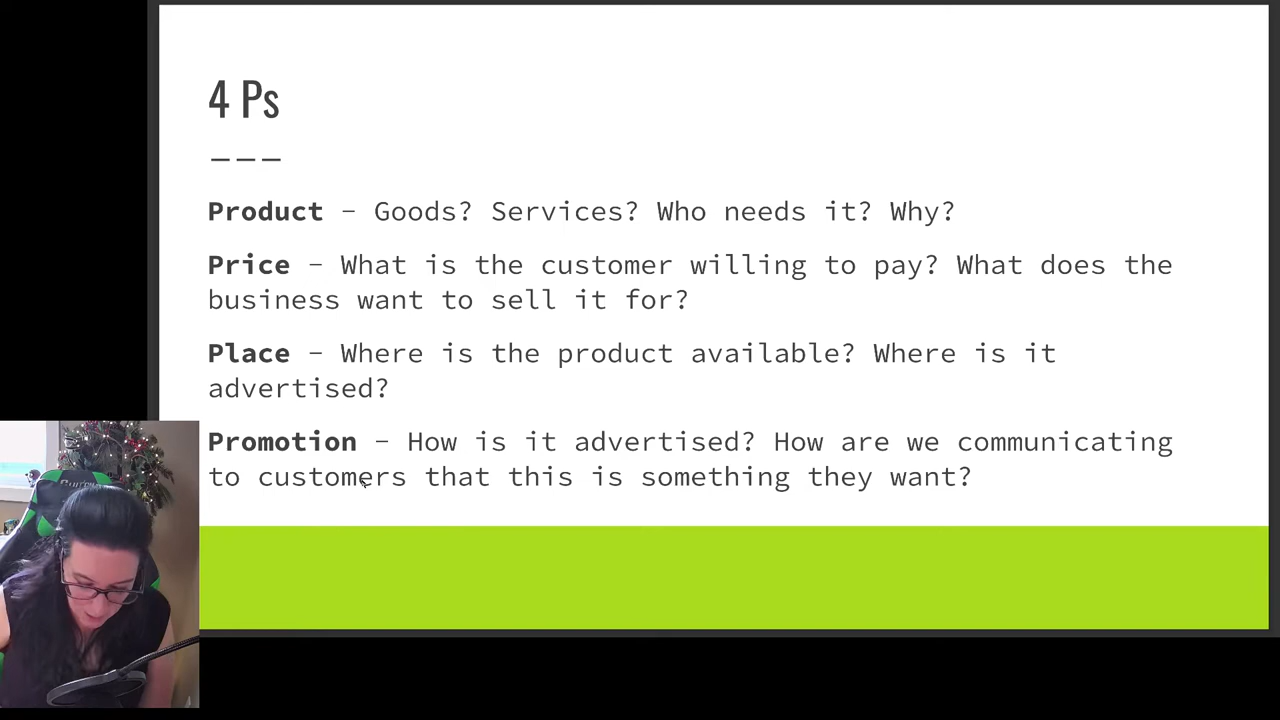 4 Ps
---
Product - Goods? Services? Who needs it? Why?
Price - What is the customer willing to pay? What does the
business want to sell it for?
Place - Where is the product available? Where is it
advertised?
Promotion - How is it advertised? How are we communicating
to customers that this is something they want?